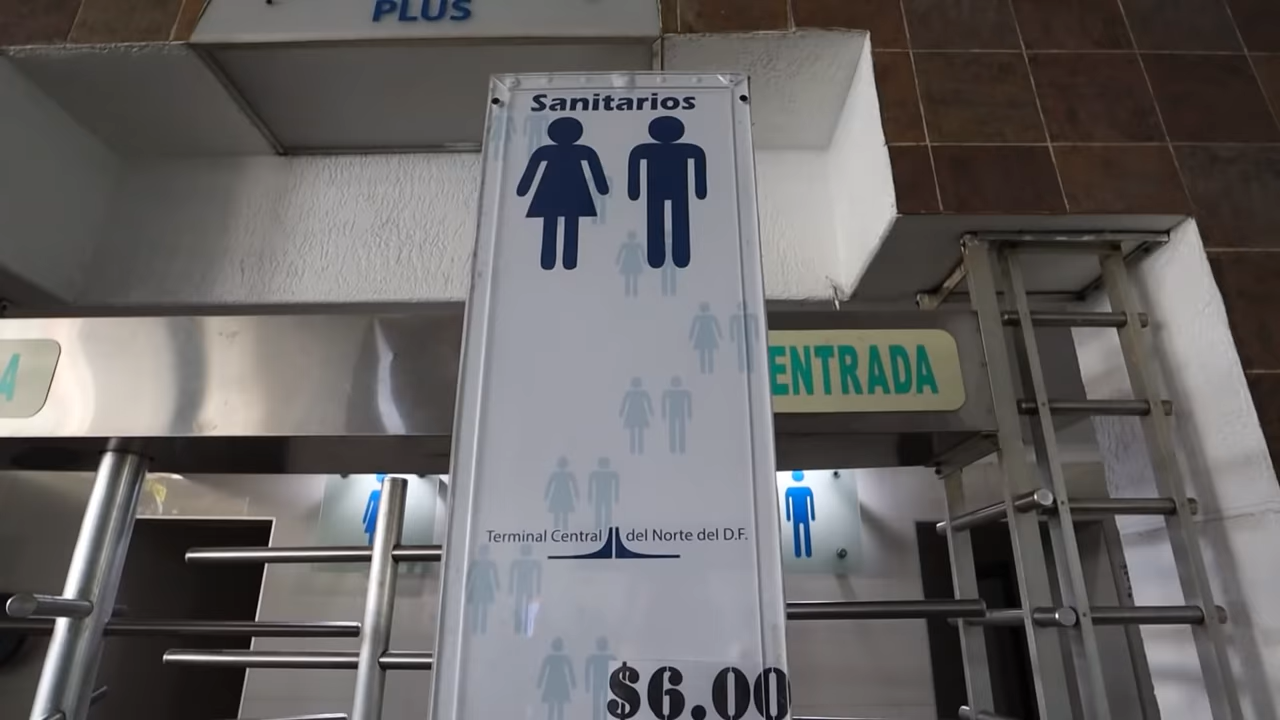 PLUS
Sanitarios
A
ENTRADA
Terminal Central del Norte del D.F.
$6.00